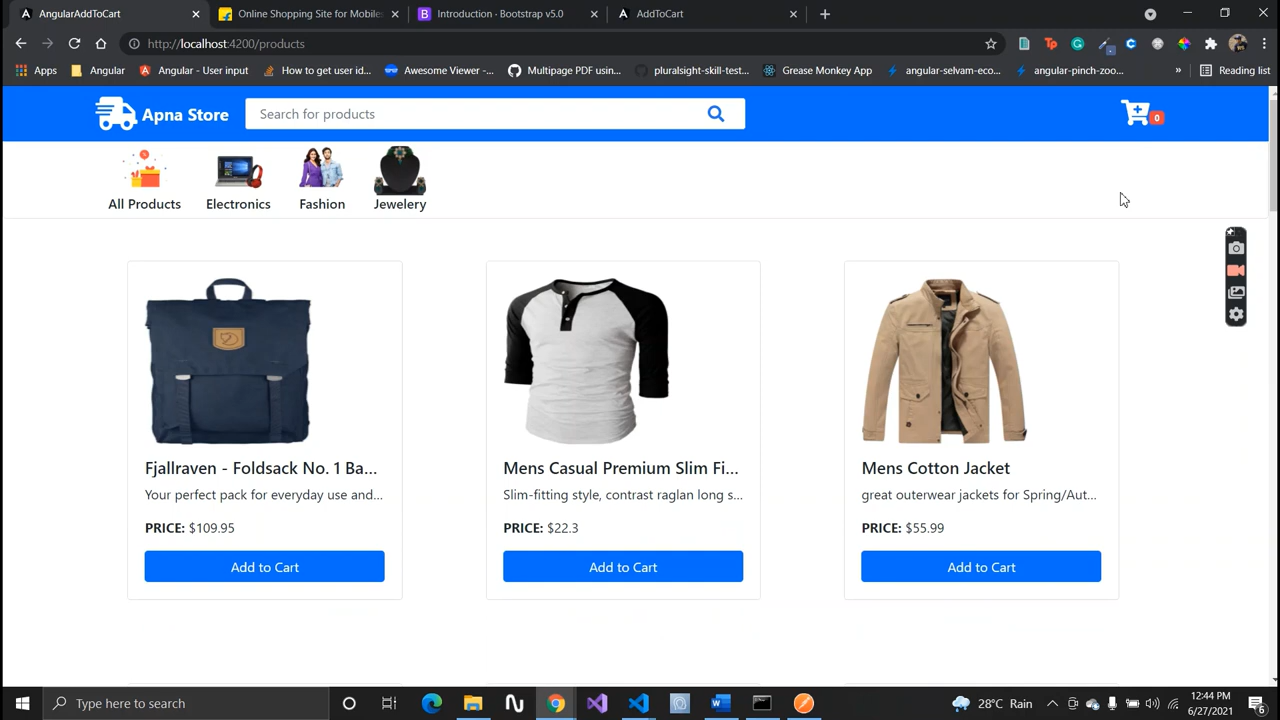 AngularAddToCart
Online Shopping Site for Mobiles
Introduction · Bootstrap v5.0
AddToCart
http://localhost:4200/products
Apps
Angular
Angular - User input
How to get user id...
Awesome Viewer -...
Multipage PDF usin...
pluralsight-skill-test...
Grease Monkey App
angular-selvam-eco...
angular-pinch-zoo...
»
Reading list
Apna Store
Search for products
0
All Products
Electronics
Fashion
Jewelery
Fjallraven - Foldsack No. 1 Ba...
Your perfect pack for everyday use and...
PRICE: $109.95
Add to Cart
Mens Casual Premium Slim Fi...
Slim-fitting style, contrast raglan long s...
PRICE: $22.3
Add to Cart
Mens Cotton Jacket
great outerwear jackets for Spring/Aut...
PRICE: $55.99
Add to Cart
Type here to search
28°C Rain
12:44 PM
6/27/2021
6